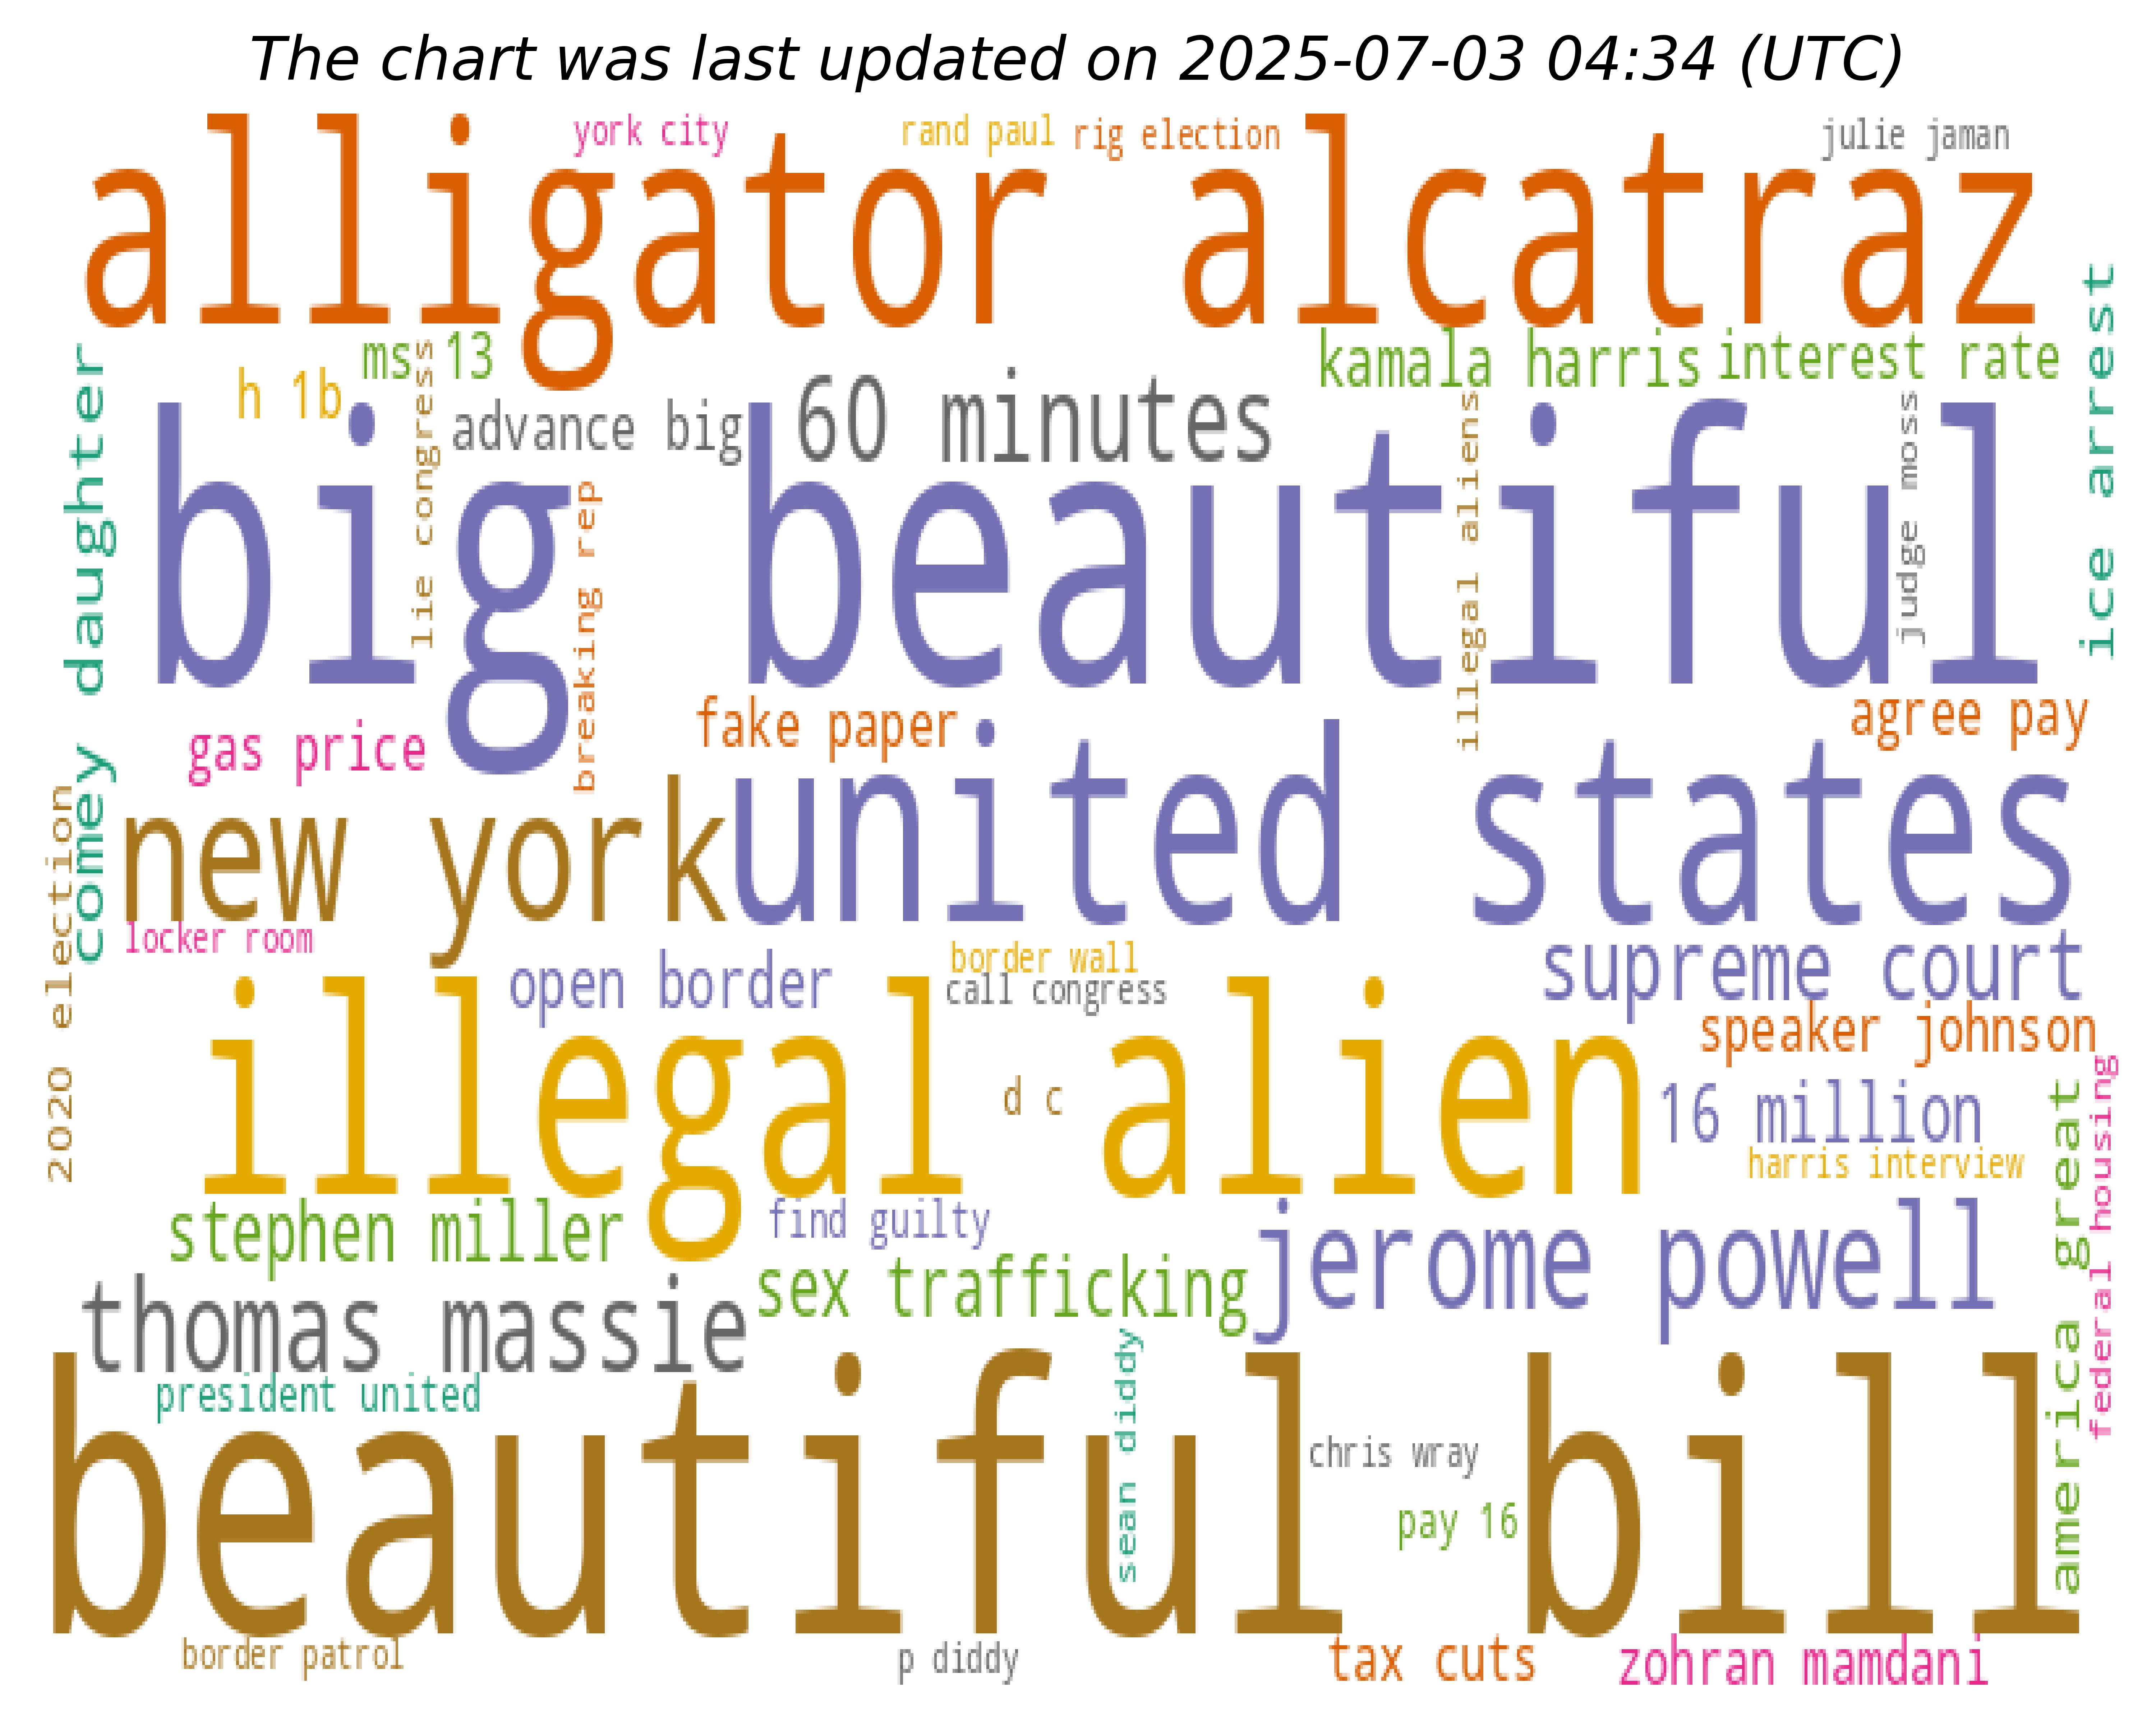 The chart was last updated on 2025-07-03 04:34 (UTC)
york city
rand paul
rig election
julie jaman
alligator alcatraz
ice arrest
ms 13
kamala harris
interest rate
h 1b
lie congress
advance big
60 minutes
illegal aliens
judge moss
comey daughter
big beautiful
breaking rep
fake paper
agree pay
gas price
united states
new york
2020 election
locker room
open border
border wall
call congress
supreme court
speaker johnson
illegal alien
d c
16 million
harris interview
federal housing
america great
stephen miller
find guilty
jerome powell
sex trafficking
thomas massie
president united
sean diddy
beautiful bill
chris wray
pay 16
border patrol
p diddy
tax cuts
zohran mamdani